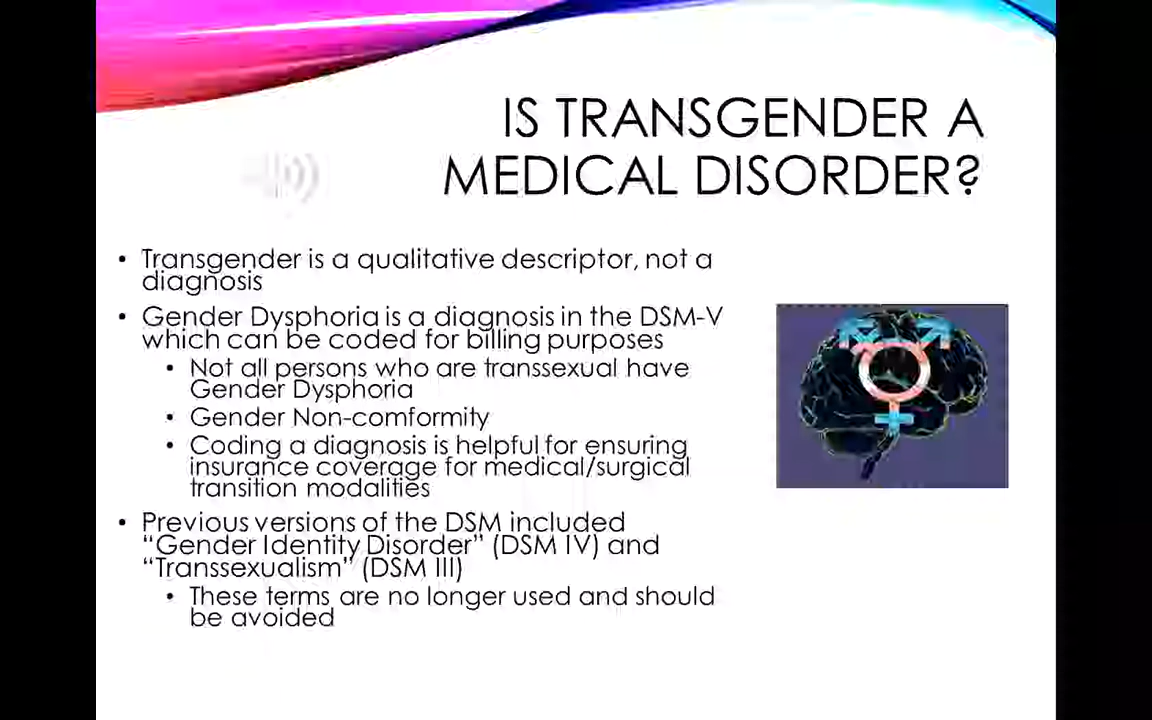 IS TRANSGENDER A
MEDICAL DISORDER?
• Transgender is a qualitative descriptor, not a
diagnosis
• Gender Dysphoria is a diagnosis in the DSM-V
which can be coded for billing purposes
• Not all persons who are transsexual have
Gender Dysphoria
• Gender Non-comformity
• Coding a diagnosis is helpful for ensuring
insurance coverage for medical/surgical
transition modalities
• Previous versions of the DSM included
“Gender Identity Disorder” (DSM IV) and
“Transsexualism” (DSM III)
• These terms are no longer used and should
be avoided